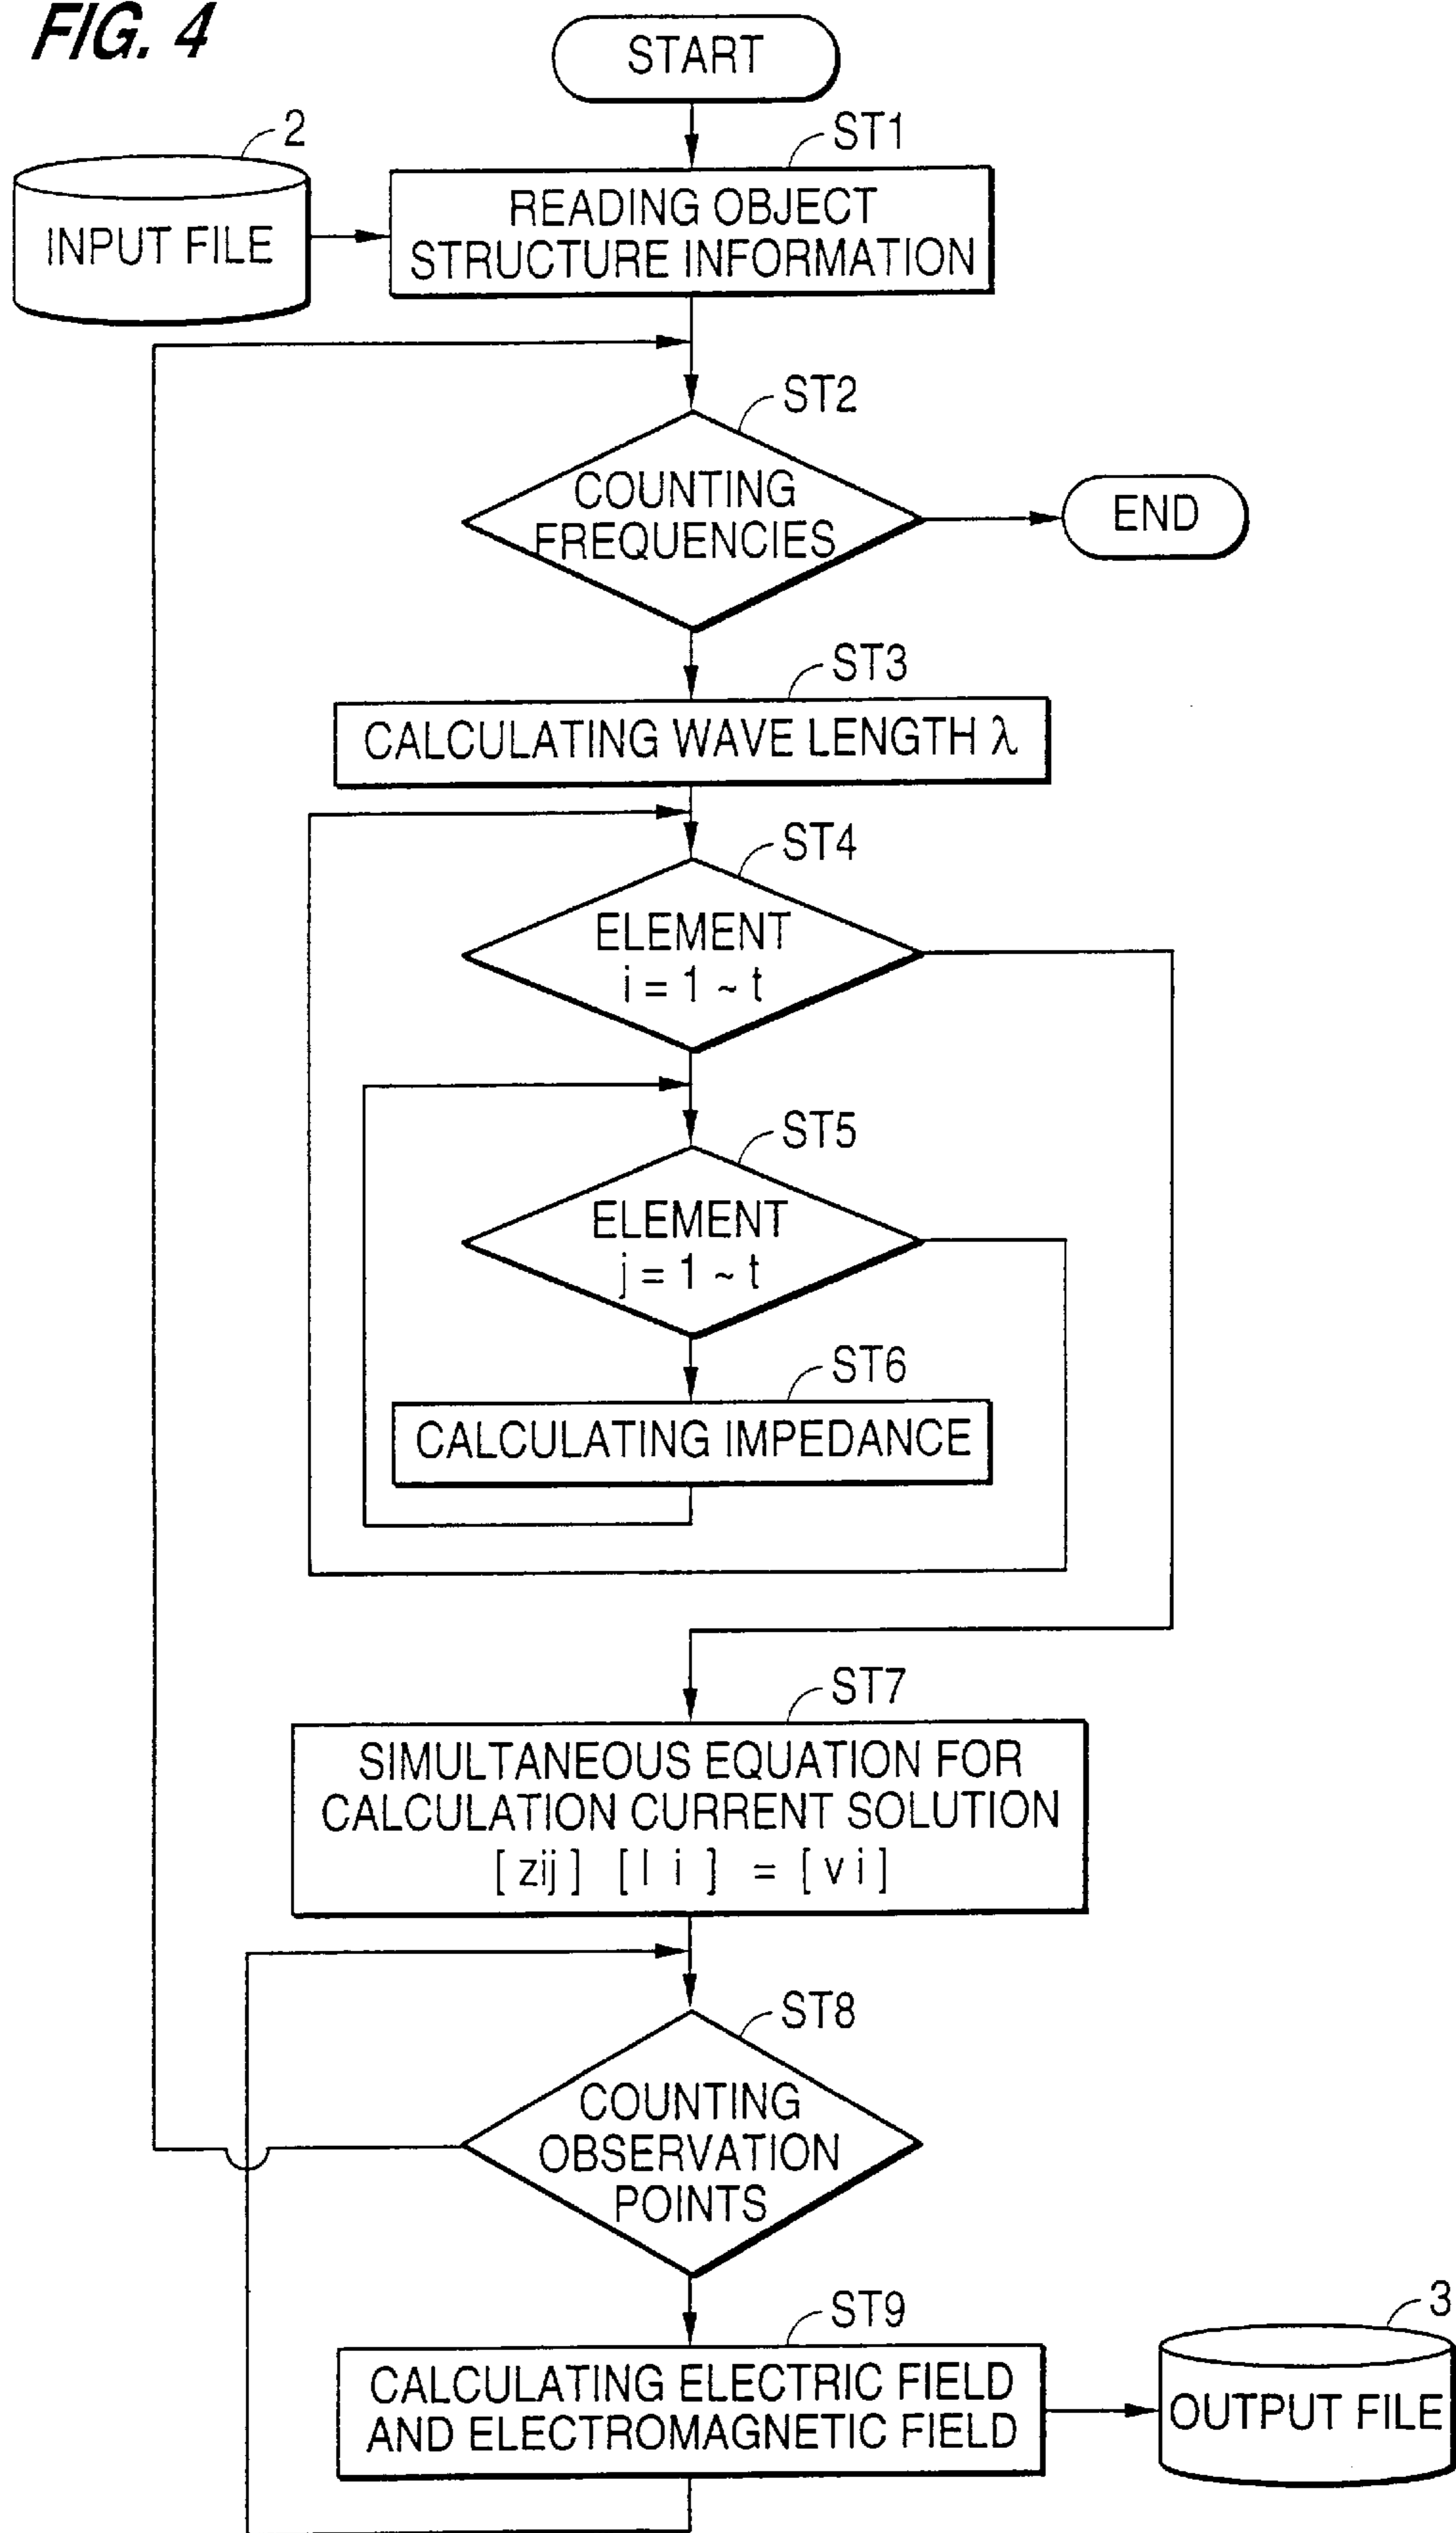 FIG. 4
START
2
ST1
INPUT FILE
READING OBJECT
STRUCTURE INFORMATION
ST2
COUNTING
FREQUENCIES
END
ST3
CALCULATING WAVE LENGTH λ
ST4
ELEMENT
i = 1 ~ t
ST5
ELEMENT
j = 1 ~ t
ST6
CALCULATING IMPEDANCE
ST7
SIMULTANEOUS EQUATION FOR
CALCULATION CURRENT SOLUTION
[ zij ] [ I i ] = [ v i ]
ST8
COUNTING
OBSERVATION
POINTS
ST9
3
CALCULATING ELECTRIC FIELD
AND ELECTROMAGNETIC FIELD
OUTPUT FILE